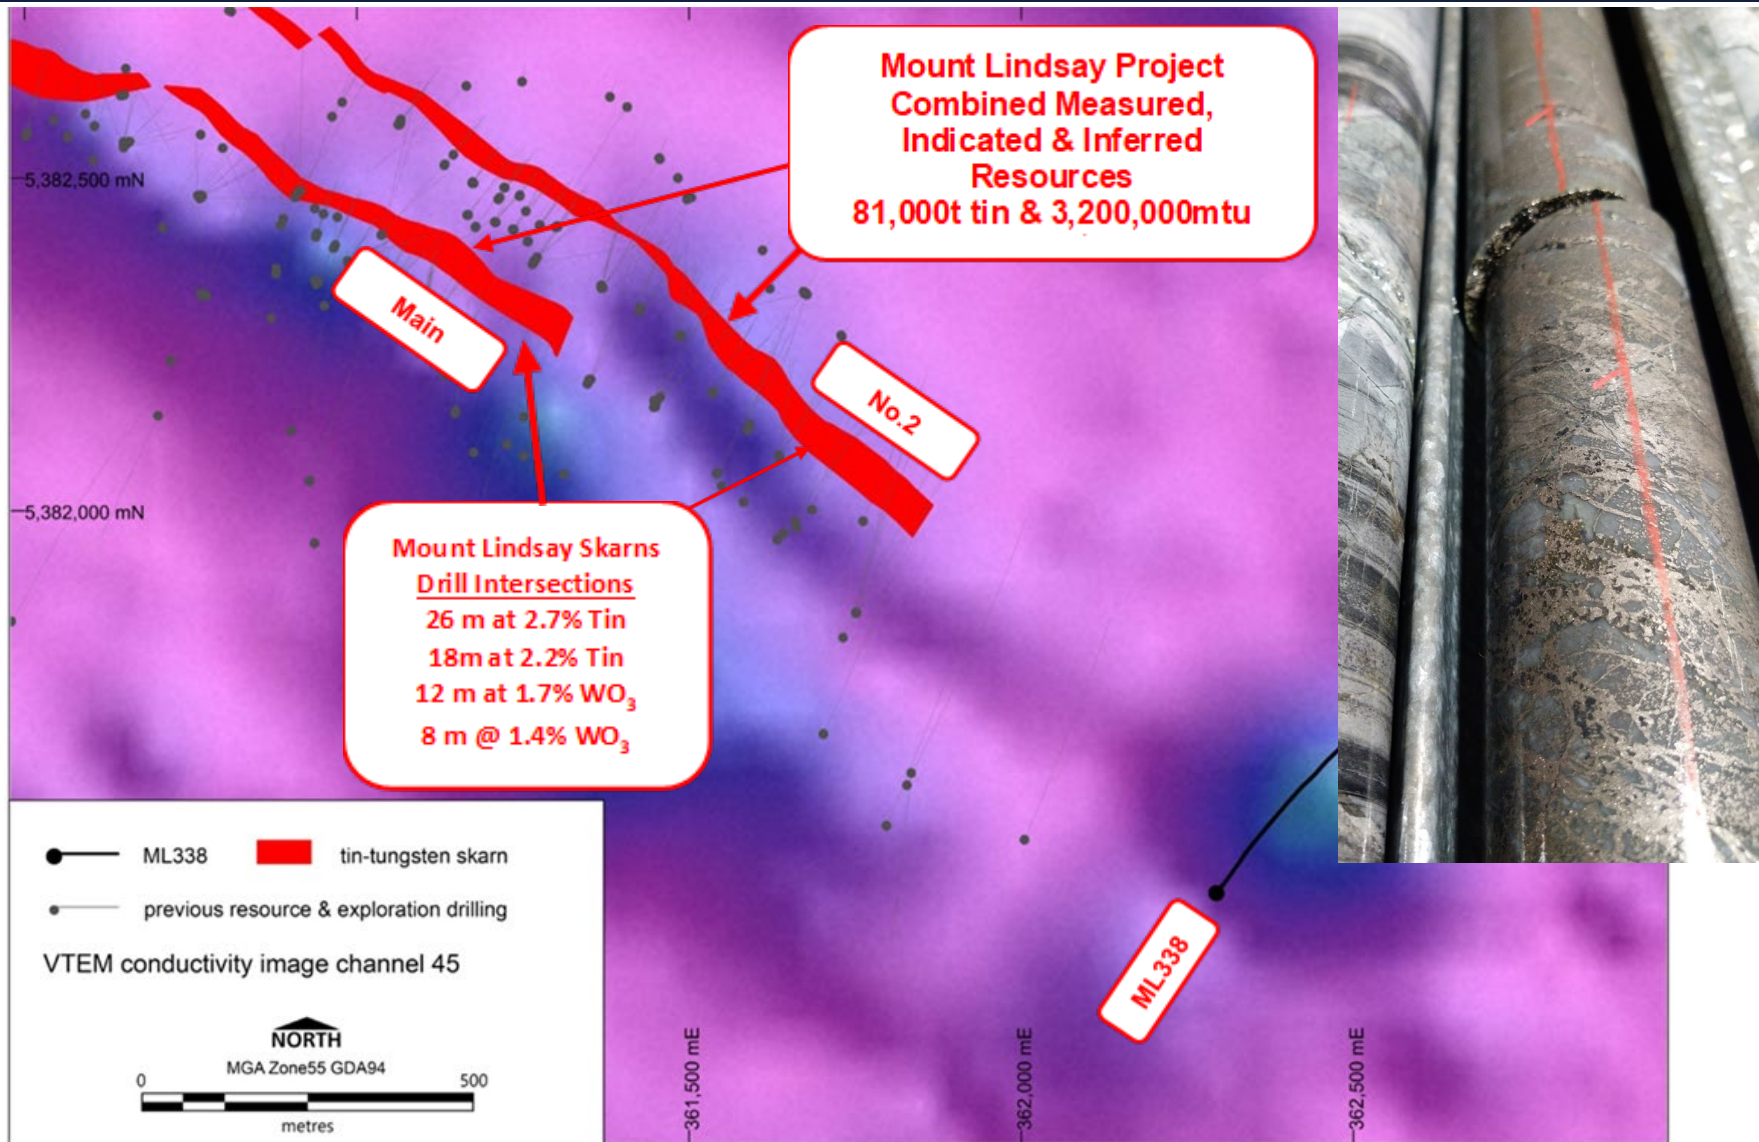 Mount Lindsay Project
Combined Measured,
Indicated & Inferred
Resources
81,000t tin & 3,200,000mtu
5,382,500 mN
Main
No.2
5,382,000 mN
Mount Lindsay Skarns
Drill Intersections
26 m at 2.7% Tin
18m at 2.2% Tin
12 m at 1.7% WO₃
8 m @ 1.4% WO₃
ML338
ML338
tin-tungsten skarn
previous resource & exploration drilling
VTEM conductivity image channel 45
NORTH
MGA Zone55 GDA94
0 500
metres
361,500 mE
362,000 mE
362,500 mE